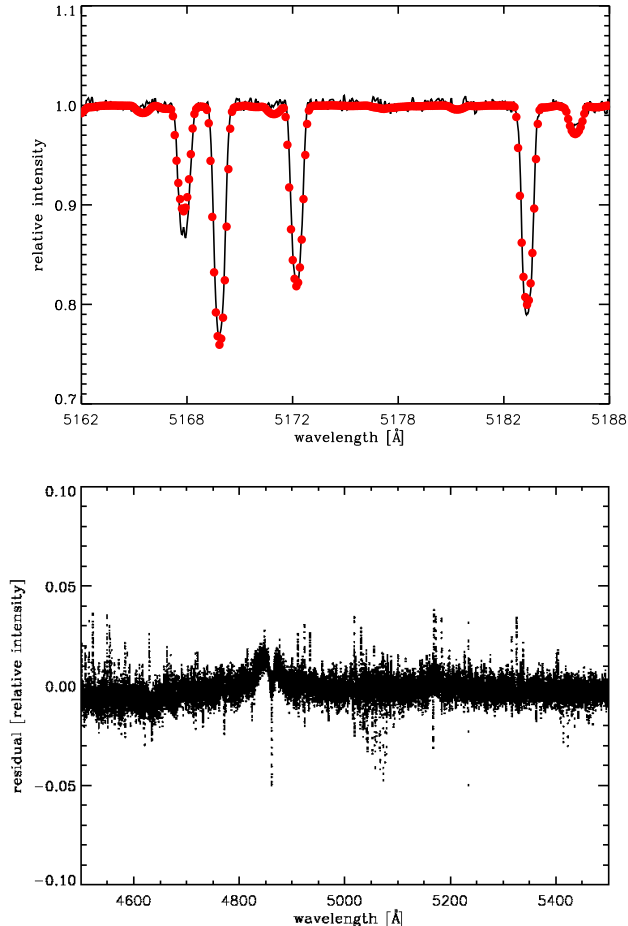 1.1
1.0
0.9
0.8
0.7
relative intensity
5162 5168 5172 5178 5182 5188
wavelength [Å]
0.10
0.05
0.00
−0.05
−0.10
residual [relative intensity]
4600 4800 5000 5200 5400
wavelength [Å]